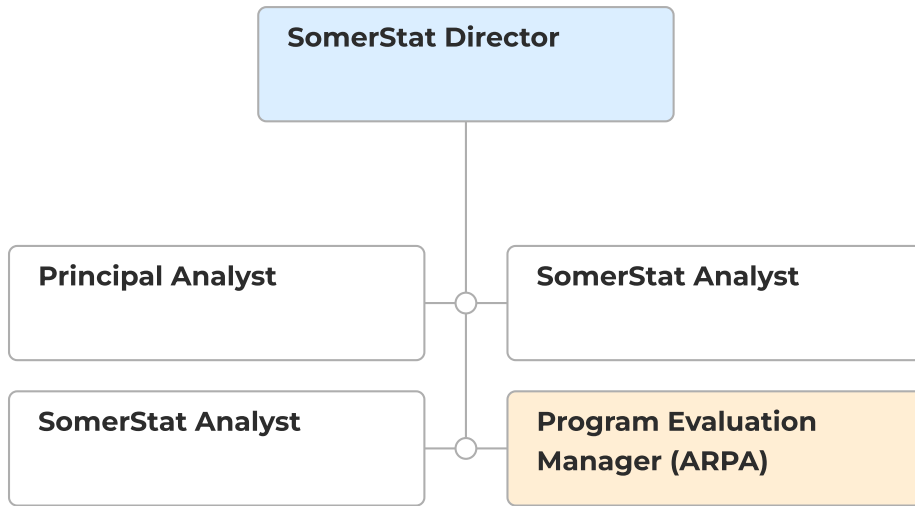 SomerStat Director
Principal Analyst
SomerStat Analyst
SomerStat Analyst
Program Evaluation
Manager (ARPA)